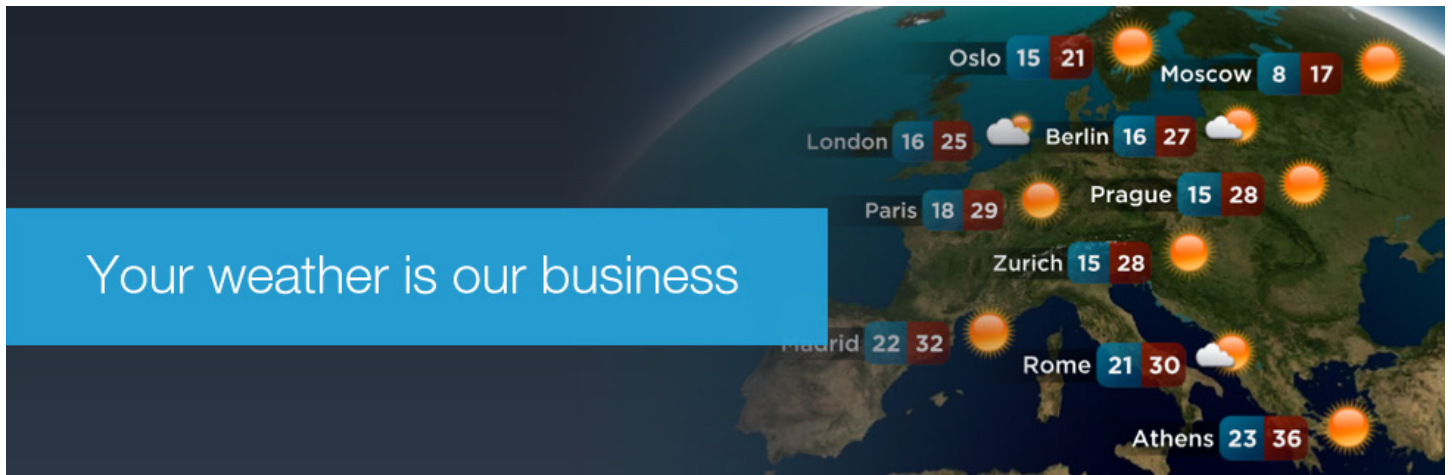 Oslo 15 21
Moscow 8 17
London 16 25
Berlin 16 27
Prague 15 28
Paris 18 29
Your weather is our business
Zurich 15 28
Madrid 22 32
Rome 21 30
Athens 23 36